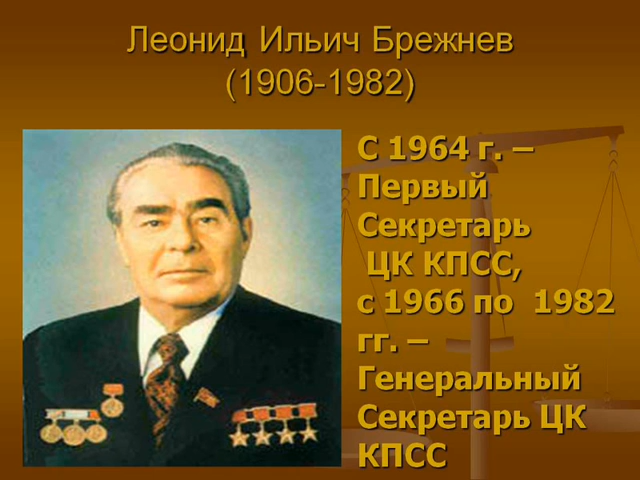 Леонид Ильич Брежнев
(1906-1982)
С 1964 г. –
Первый
Секретарь
ЦК КПСС,
с 1966 по 1982
гг. –
Генеральный
Секретарь ЦК
КПСС